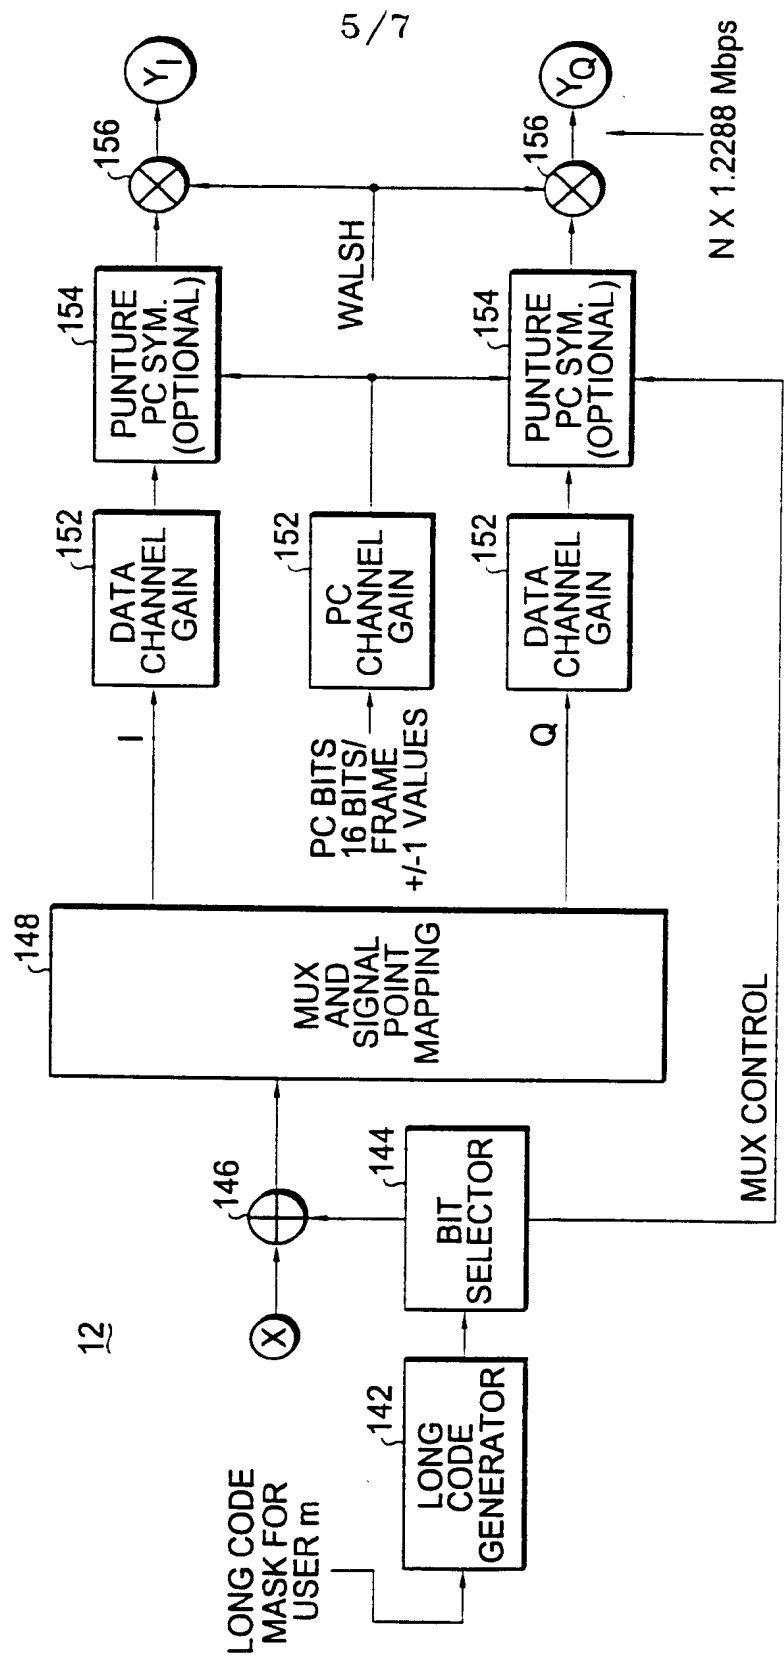 5/7
12
LONG CODE
MASK FOR
USER m
142
LONG
CODE
GENERATOR
144
BIT
SELECTOR
X
146
148
MUX
AND
SIGNAL
POINT
MAPPING
MUX CONTROL
I
PC BITS
16 BITS/
FRAME
+/-1 VALUES
Q
152
DATA
CHANNEL
GAIN
152
PC
CHANNEL
GAIN
152
DATA
CHANNEL
GAIN
154
PUNTURE
PC SYM.
(OPTIONAL)
WALSH
154
PUNTURE
PC SYM.
(OPTIONAL)
156
YI
156
YQ
N X 1.2288 Mbps